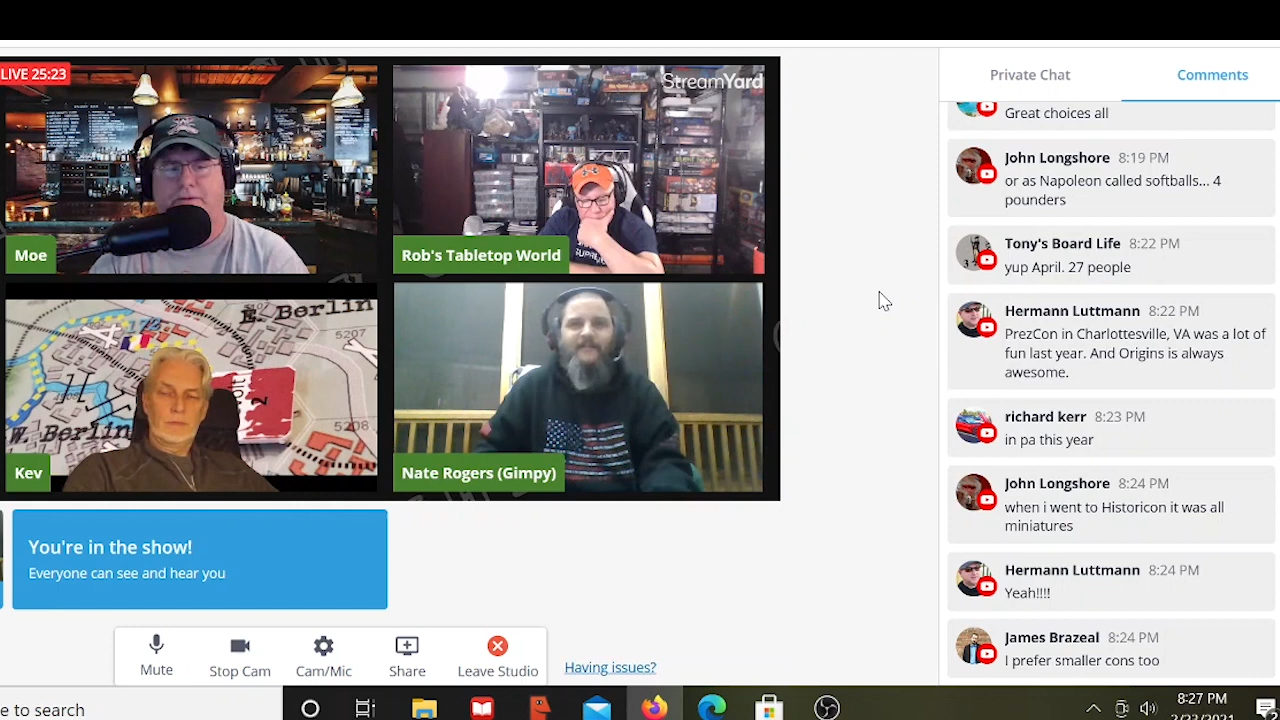 LIVE 25:23
StreamYard
Moe
Rob's Tabletop World
E. Berlin
5207
W. Berlin
4908
2
5208
Kev
Nate Rogers (Gimpy)
You're in the show!
Everyone can see and hear you
Mute
Stop Cam
Cam/Mic
Share
Leave Studio
Having issues?
Private Chat
Comments
Great choices all
John Longshore 8:19 PM
or as Napoleon called softballs... 4
pounders
Tony's Board Life 8:22 PM
yup April. 27 people
Hermann Luttmann 8:22 PM
PrezCon in Charlottesville, VA was a lot of
fun last year. And Origins is always
awesome.
richard kerr 8:23 PM
in pa this year
John Longshore 8:24 PM
when i went to Historicon it was all
miniatures
Hermann Luttmann 8:24 PM
Yeah!!!!
James Brazeal 8:24 PM
I prefer smaller cons too
e to search
8:27 PM